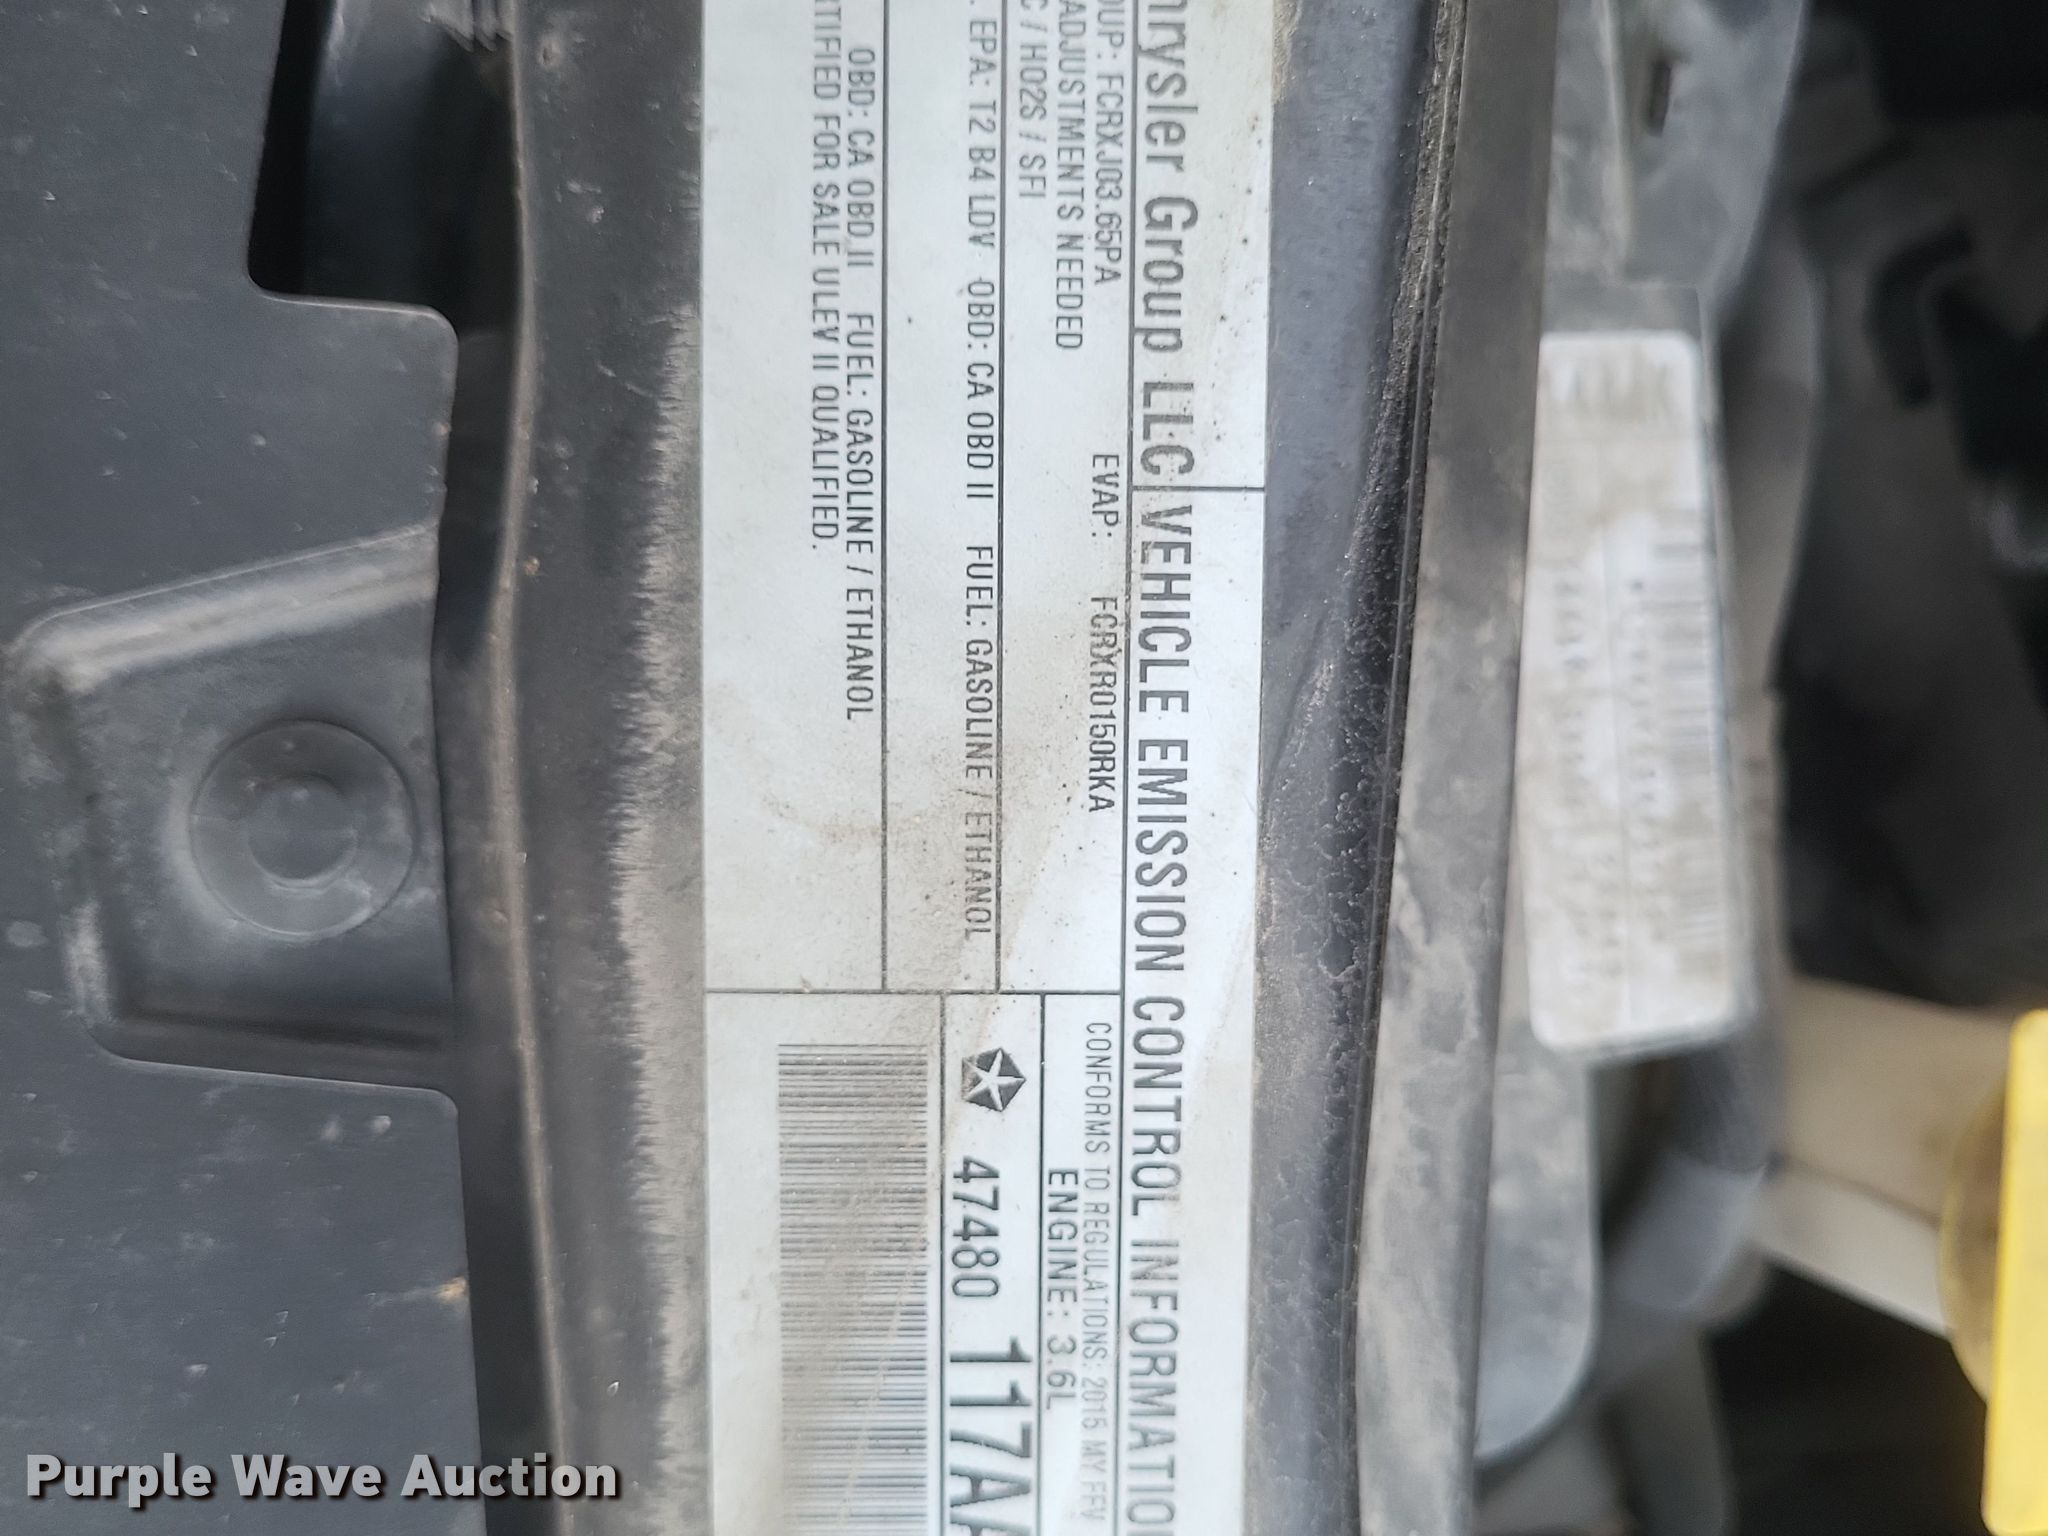 hrysler Group LLC
VEHICLE EMISSION CONTROL INFORMATIO
OUP: FCRXJ03.65PA EVAP: FCRXR0150RKA
ADJUSTMENTS NEEDED
C / HO2S / SFI
. EPA: T2 B4 LDV OBD: CA OBD II FUEL: GASOLINE / ETHANOL
OBD: CA OBD II FUEL: GASOLINE / ETHANOL
RTIFIED FOR SALE ULEV II QUALIFIED.
CONFORMS TO REGULATIONS: 2015 MY FFV
ENGINE: 3.6L
47480 117AA
Purple Wave Auction